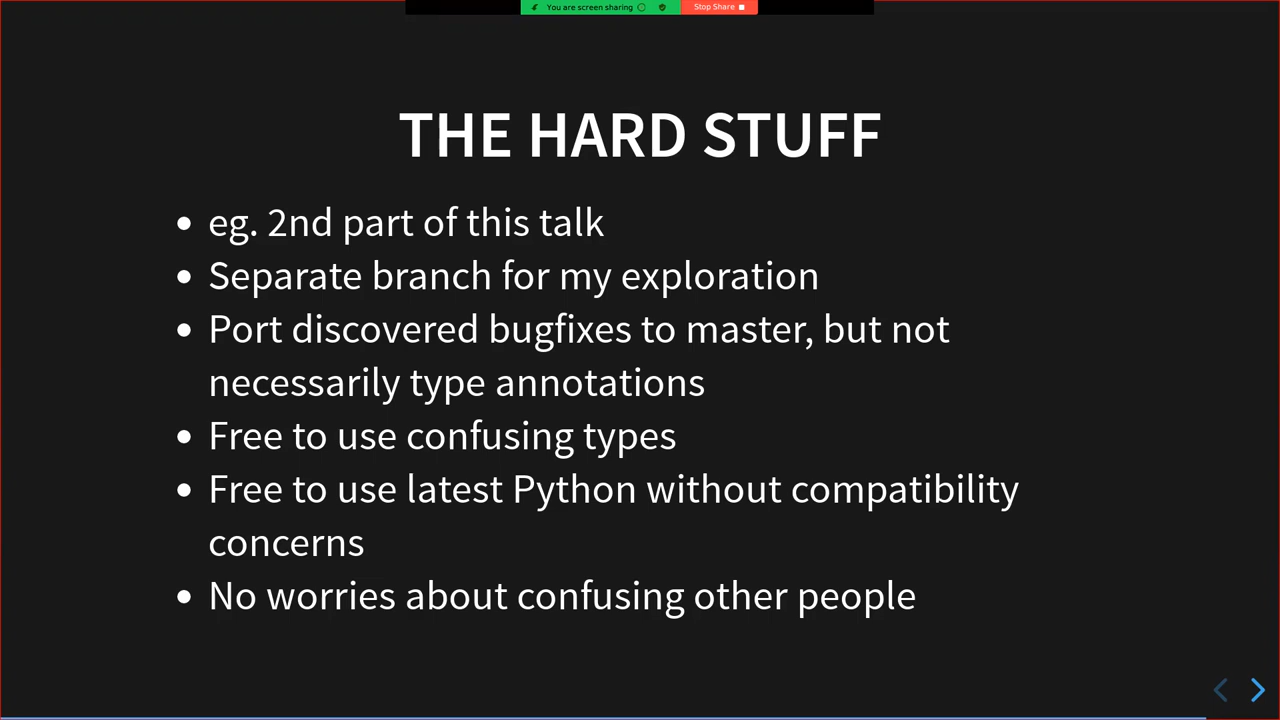 You are screen sharing
Stop Share
THE HARD STUFF
eg. 2nd part of this talk
Separate branch for my exploration
Port discovered bugfixes to master, but not
necessarily type annotations
Free to use confusing types
Free to use latest Python without compatibility
concerns
No worries about confusing other people